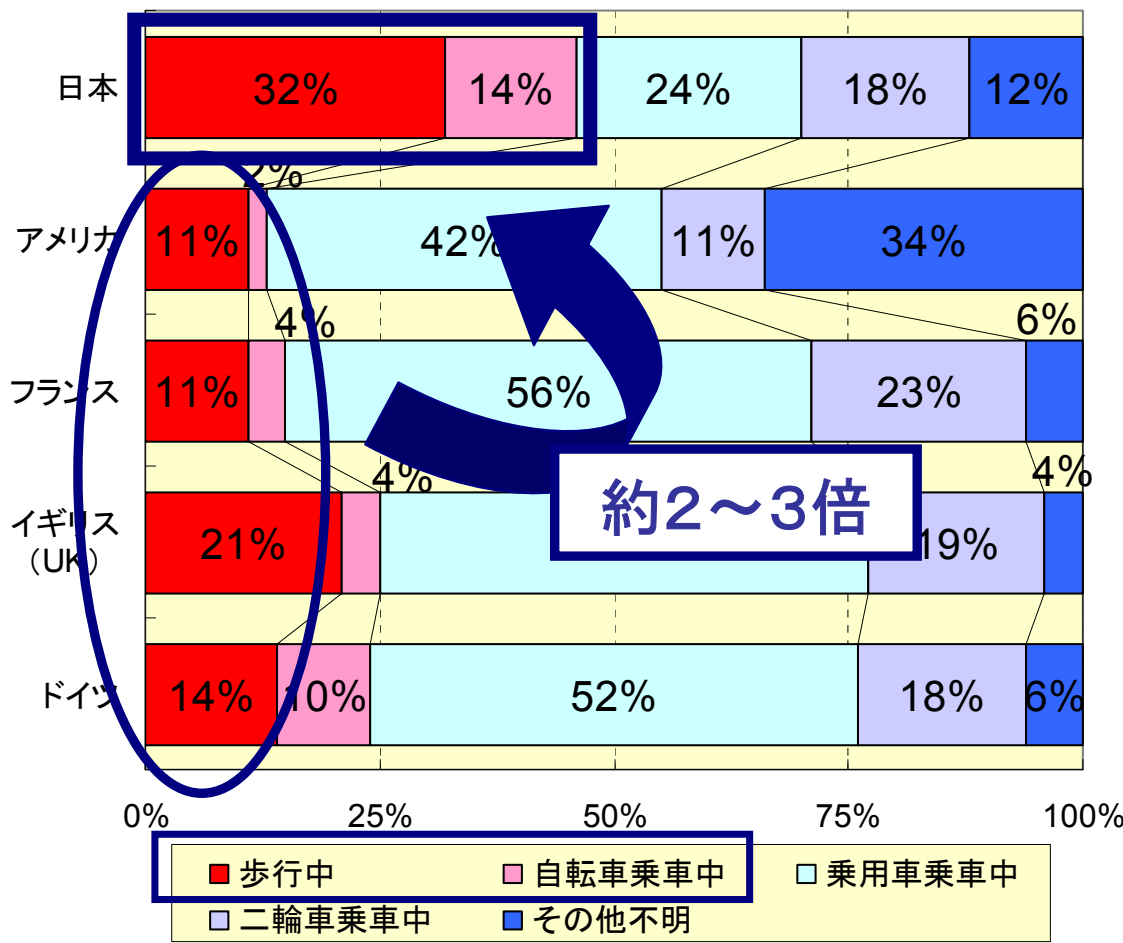 日本
32%
14%
24%
18%
12%
2%
アメリカ
11%
42%
11%
34%
4%
6%
フランス
11%
56%
23%
4%
4%
イギリス
(UK)
21%
19%
約2~3倍
ドイツ
14%
10%
52%
18%
6%
0%
25%
50%
75%
100%
歩行中
自転車乗車中
乗用車乗車中
二輪車乗車中
その他不明